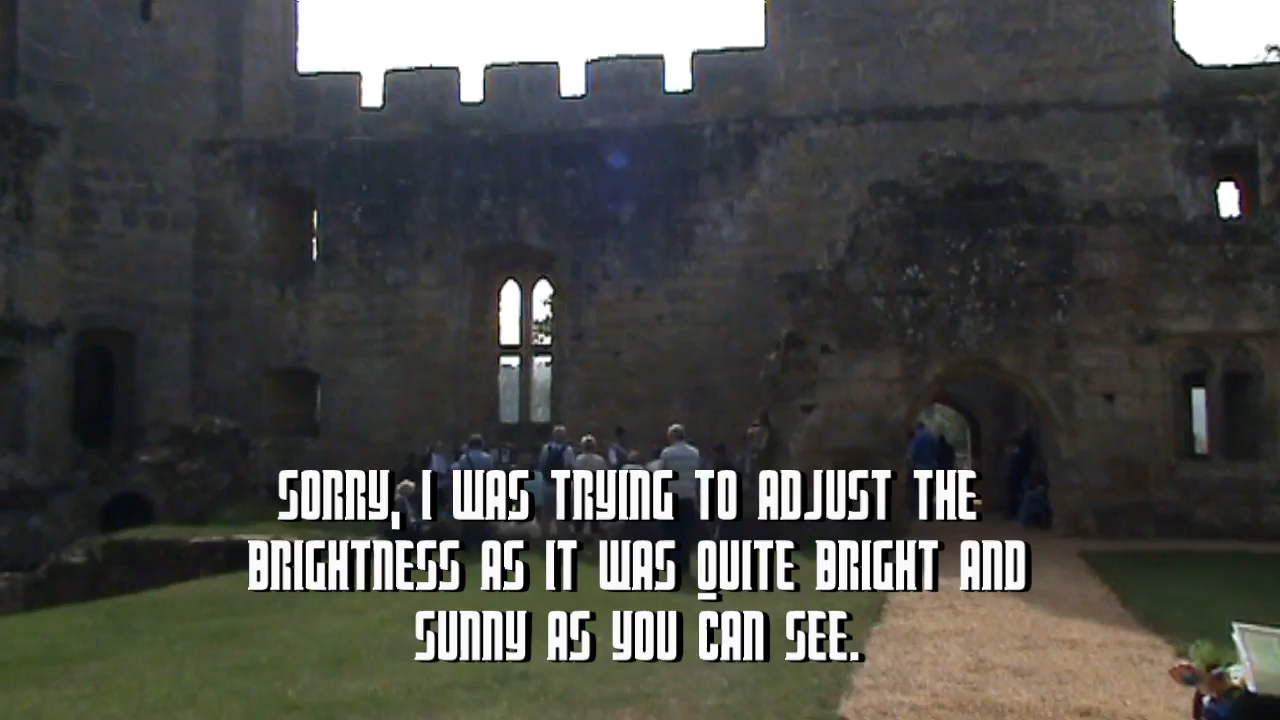 SORRY, I WAS TRYING TO ADJUST THE
BRIGHTNESS AS IT WAS QUITE BRIGHT AND
SUNNY AS YOU CAN SEE.